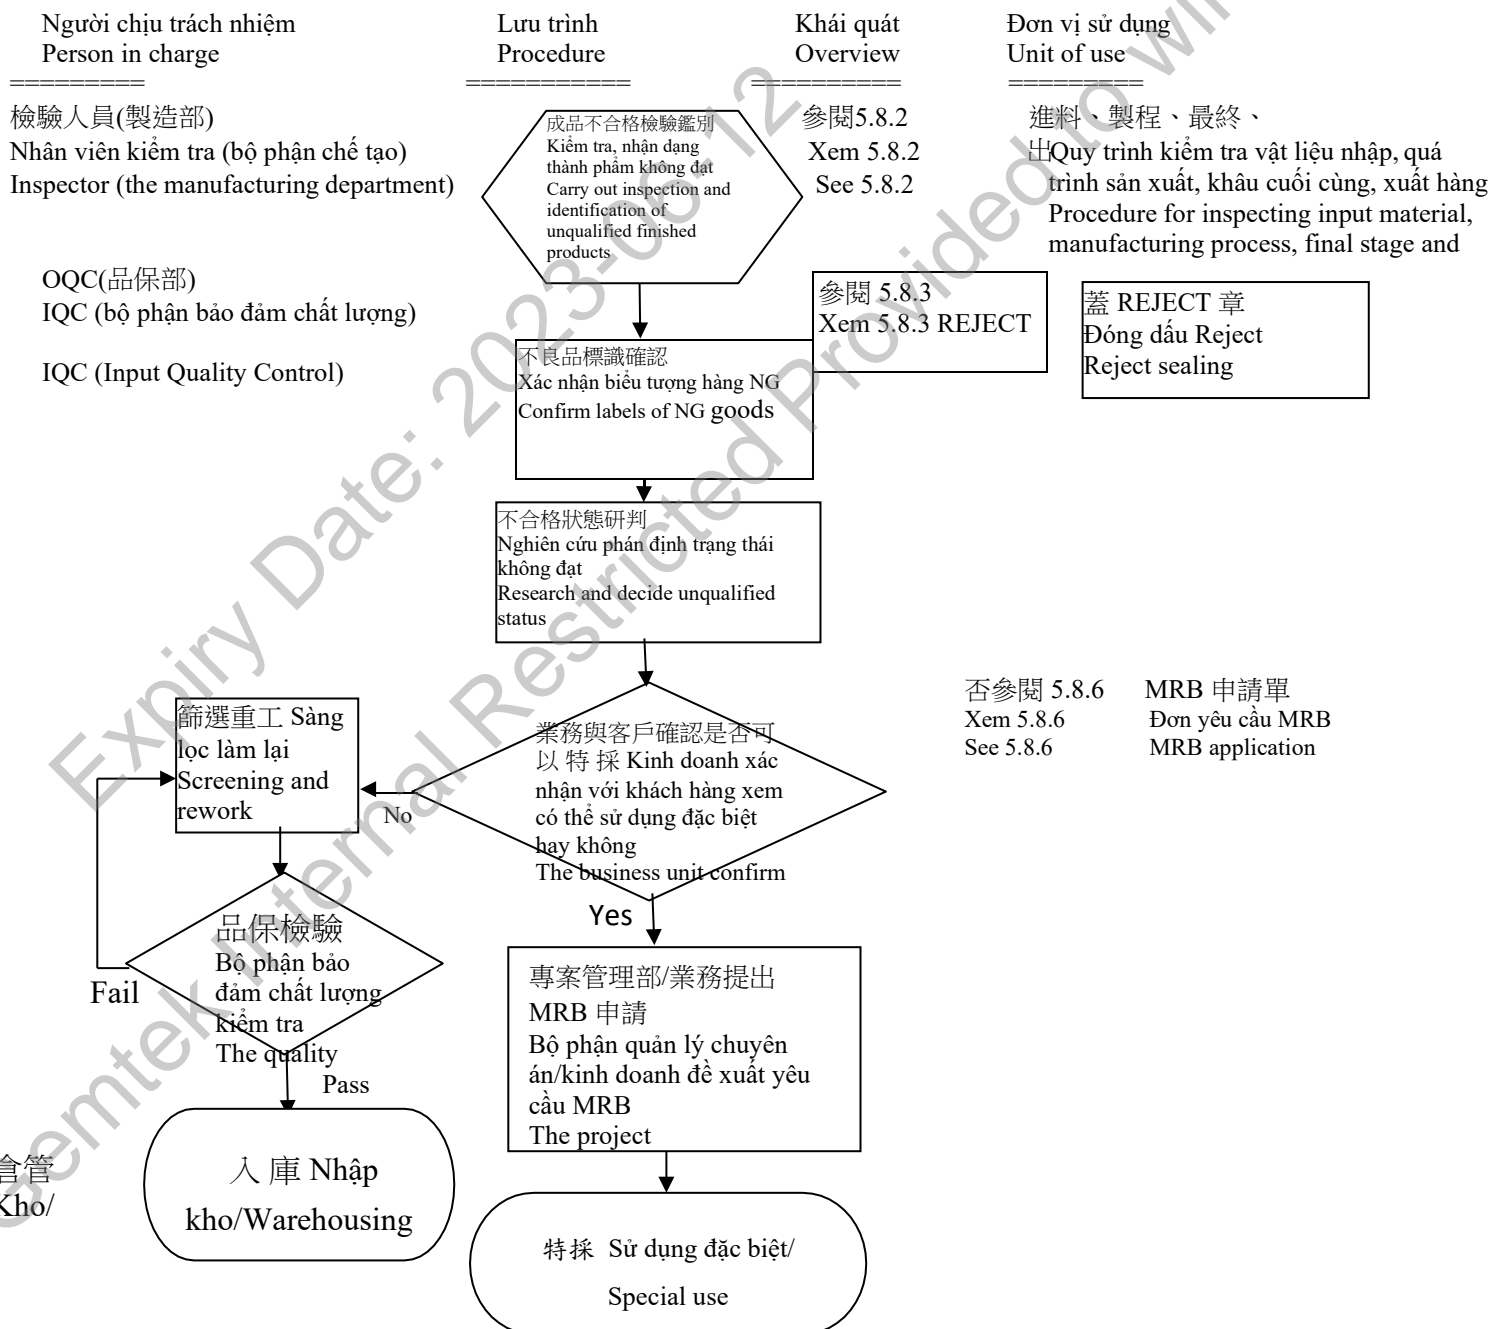 Người chịu trách nhiệm
Person in charge
=========
Lưu trình
Procedure
===========
Khái quát
Overview
==========
Đơn vị sử dụng
Unit of use
=========
檢驗人員(製造部)
Nhân viên kiểm tra (bộ phận chế tạo)
Inspector (the manufacturing department)
成品不合格檢驗鑑別
Kiểm tra, nhận dạng
thành phẩm không đạt
Carry out inspection and
identification of
unqualified finished
products
參閱5.8.2
Xem 5.8.2
See 5.8.2
進料、製程、最終、
出Quy trình kiểm tra vật liệu nhập, quá
trình sản xuất, khâu cuối cùng, xuất hàng
Procedure for inspecting input material,
manufacturing process, final stage and
OQC(品保部)
IQC (bộ phận bảo đảm chất lượng)
IQC (Input Quality Control)
不良品標識確認
Xác nhận biểu tượng hàng NG
Confirm labels of NG goods
參閱 5.8.3
Xem 5.8.3 REJECT
蓋 REJECT 章
Đóng dấu Reject
Reject sealing
不合格狀態研判
Nghiên cứu phán định trạng thái
không đạt
Research and decide unqualified
status
業務與客戶確認是否可
以 特 採 Kinh doanh xác
nhận với khách hàng xem
có thể sử dụng đặc biệt
hay không
The business unit confirm
否參閱 5.8.6 MRB 申請單
Xem 5.8.6 Đơn yêu cầu MRB
See 5.8.6 MRB application
篩選重工 Sàng
lọc làm lại
Screening and
rework
No
Yes
品保檢驗
Bộ phận bảo
đảm chất lượng
kiểm tra
The quality
Fail
Pass
專案管理部/業務提出
MRB 申請
Bộ phận quản lý chuyên
án/kinh doanh đề xuất yêu
cầu MRB
The project
倉管
Kho/
入 庫 Nhập
kho/Warehousing
特採 Sử dụng đặc biệt/
Special use
Expiry Date: 2023-06-12
Gemtek Internal Restricted Provided to win